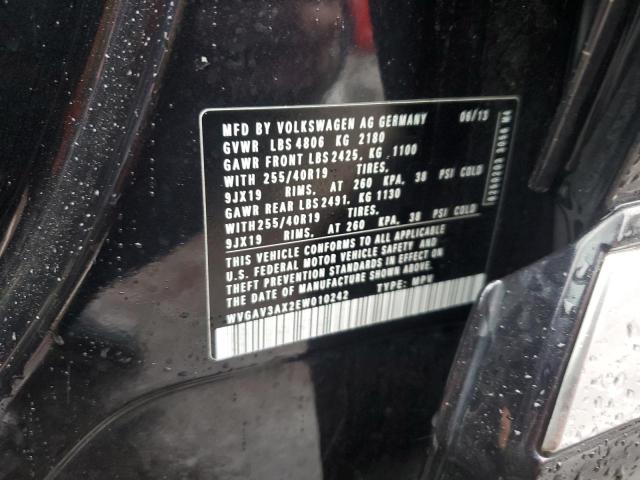 MFD BY VOLKSWAGEN AG GERMANY 06/13
GVWR LBS 4806 KG 2180
GAWR FRONT LBS 2425, KG 1100
WITH 255/40R19 TIRES.
9JX19 RIMS. AT 260 KPA, 38 PSI COLD
GAWR REAR LBS 2491. KG 1130
WITH 255/40R19 TIRES.
9JX19 RIMS. AT 260 KPA, 38 PSI COLD
THIS VEHICLE CONFORMS TO ALL APPLICABLE
U.S. FEDERAL MOTOR VEHICLE SAFETY AND
THEFT PREVENTION STANDARDS IN EFFECT ON
THE DATE OF MANUFACTURE SHOWN ABOVE.
WVGAV3AX2EW010242 TYPE: MPV